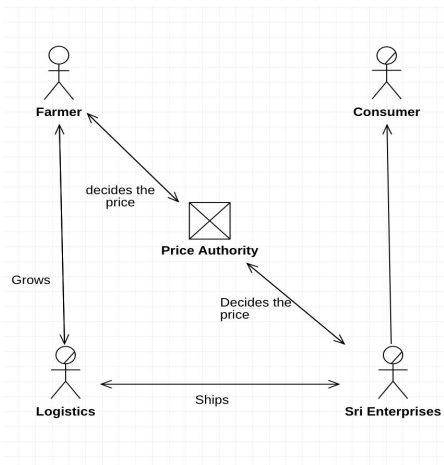 Farmer
Consumer
decides the
price
Price Authority
Grows
Decides the
price
Ships
Logistics
Sri Enterprises